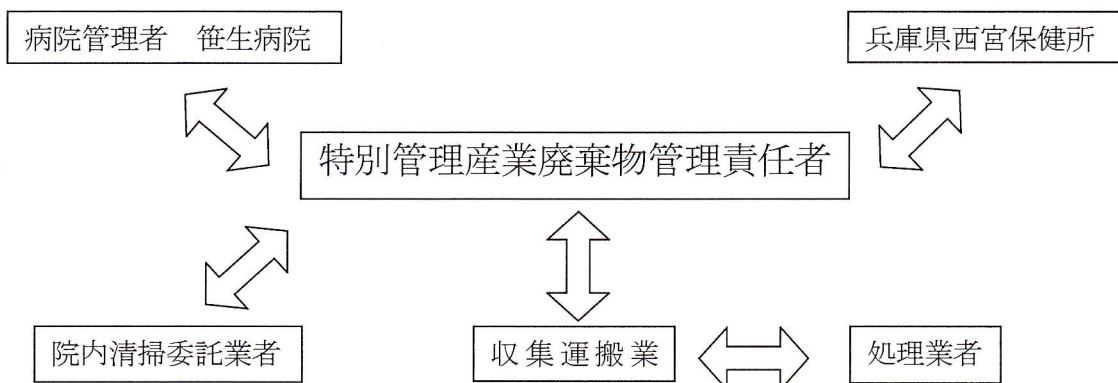 病院管理者　笹生病院
兵庫県西宮保健所
特別管理産業廃棄物管理責任者
院内清掃委託業者
収集運搬業
処理業者